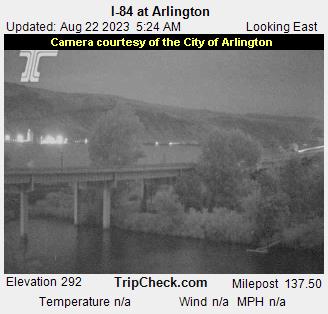 I-84 at Arlington
Updated: Aug 22 2023 5:24 AM Looking East
Camera courtesy of the City of Arlington
Elevation 292 TripCheck.com Milepost 137.50
Temperature n/a Wind n/a MPH n/a